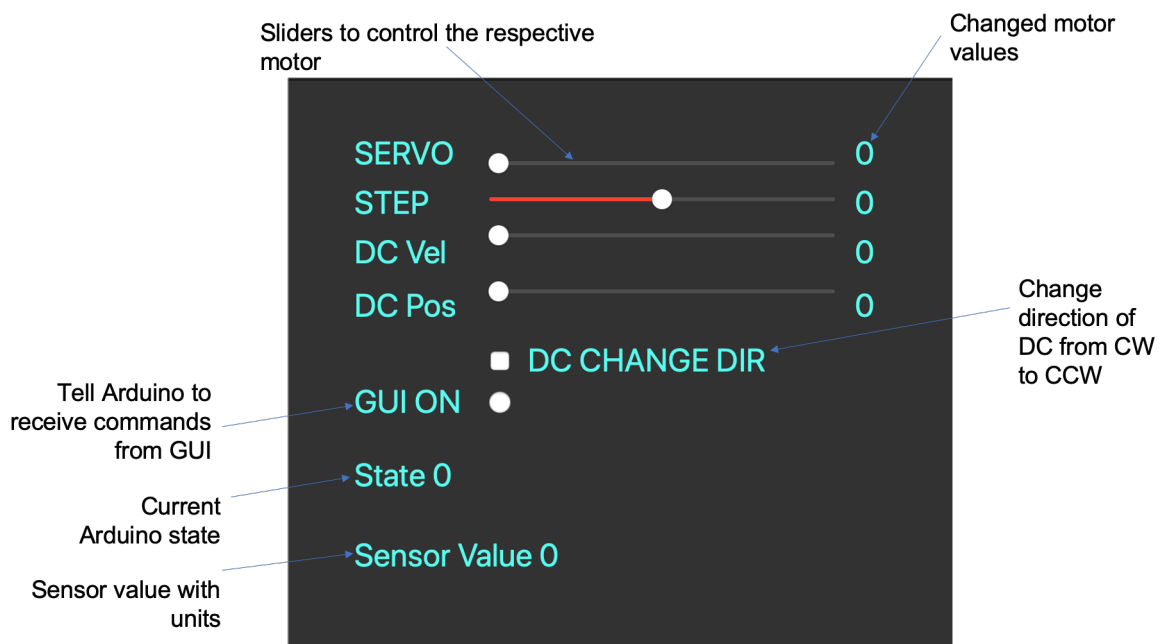 Sliders to control the respective
motor
Changed motor
values
SERVO 0
STEP 0
DC Vel 0
DC Pos 0
Change
direction of
DC from CW
to CCW
DC CHANGE DIR
Tell Arduino to
receive commands
from GUI
GUI ON
State 0
Current
Arduino state
Sensor Value 0
Sensor value with
units